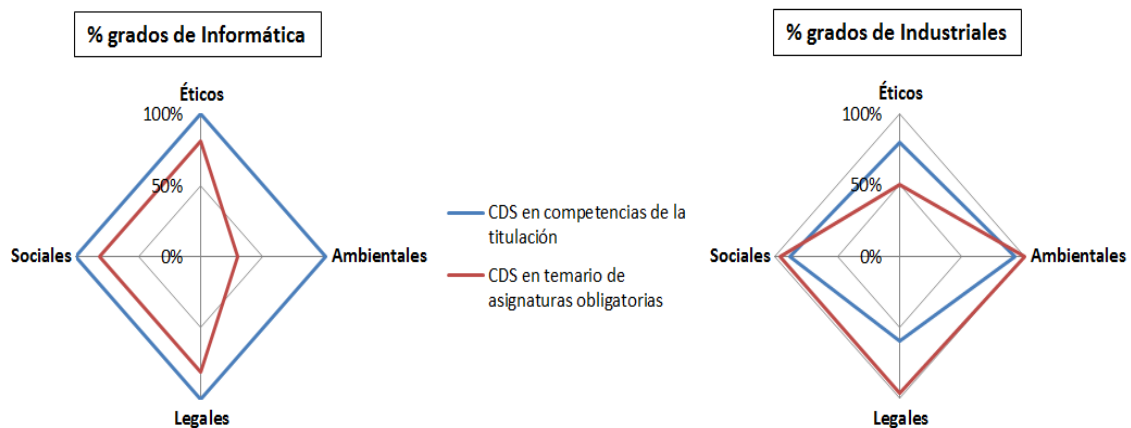 % grados de Informática
Éticos
100%
50%
0%
Sociales
Ambientales
Legales
CDS en competencias de la
titulación
CDS en temario de
asignaturas obligatorias
% grados de Industriales
Éticos
100%
50%
0%
Sociales
Ambientales
Legales